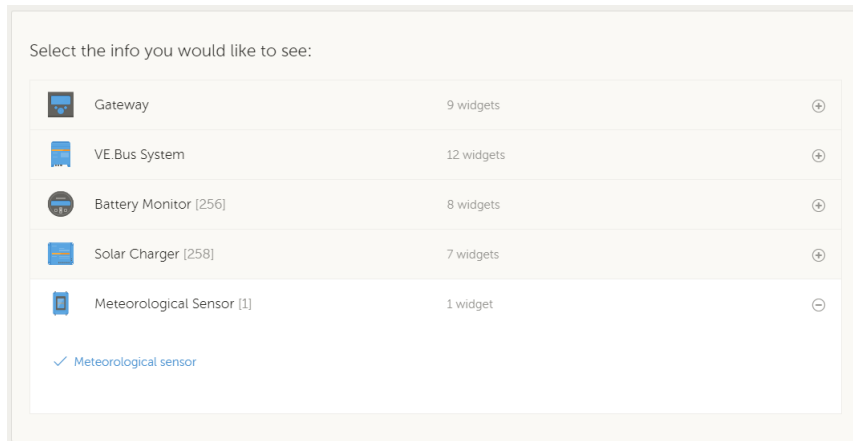 Select the info you would like to see:
Gateway 9 widgets
VE.Bus System 12 widgets
Battery Monitor [256] 8 widgets
Solar Charger [258] 7 widgets
Meteorological Sensor [1] 1 widget
Meteorological sensor